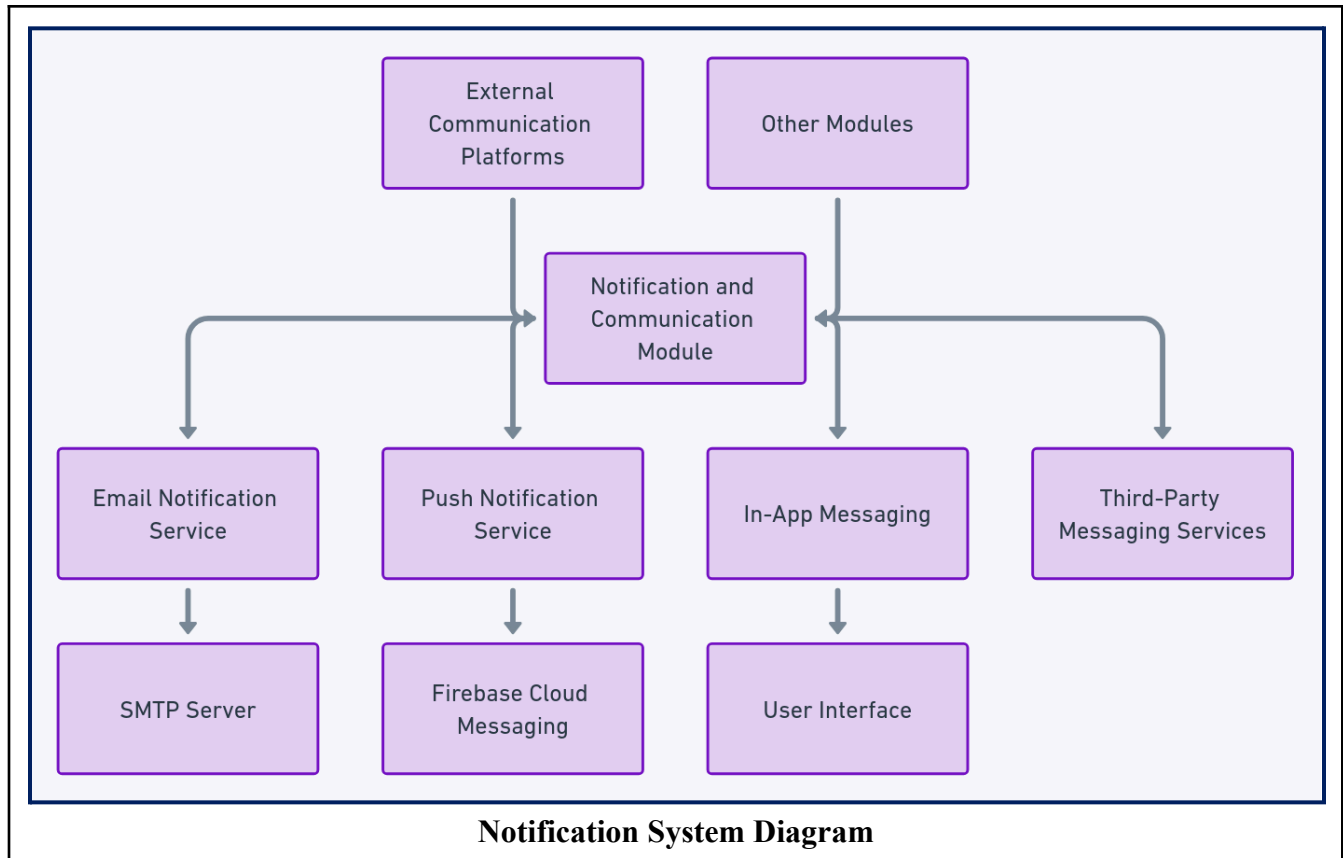 External
Communication
Platforms
Other Modules
Notification and
Communication
Module
Email Notification
Service
Push Notification
Service
In-App Messaging
Third-Party
Messaging Services
SMTP Server
Firebase Cloud
Messaging
User Interface
Notification System Diagram